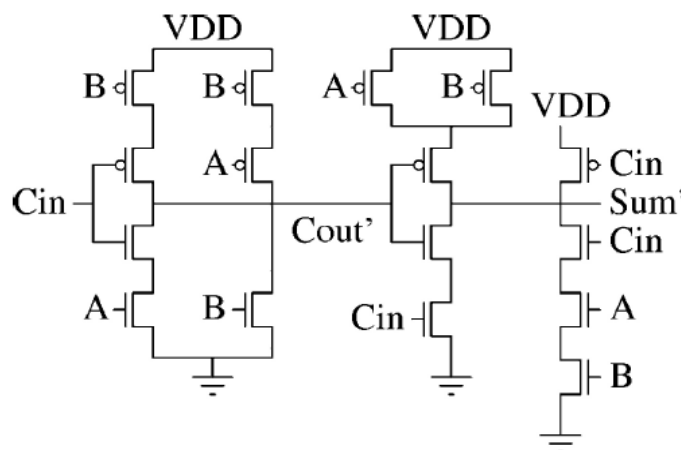 VDD VDD
B B A B
VDD
A Cin
Cin Sum'
Cout' Cin
A B Cin A
B